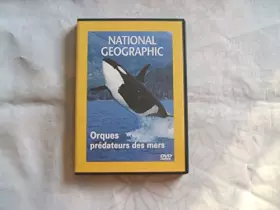 NATIONAL
GEOGRAPHIC
Orques
prédateurs des mers
DVD